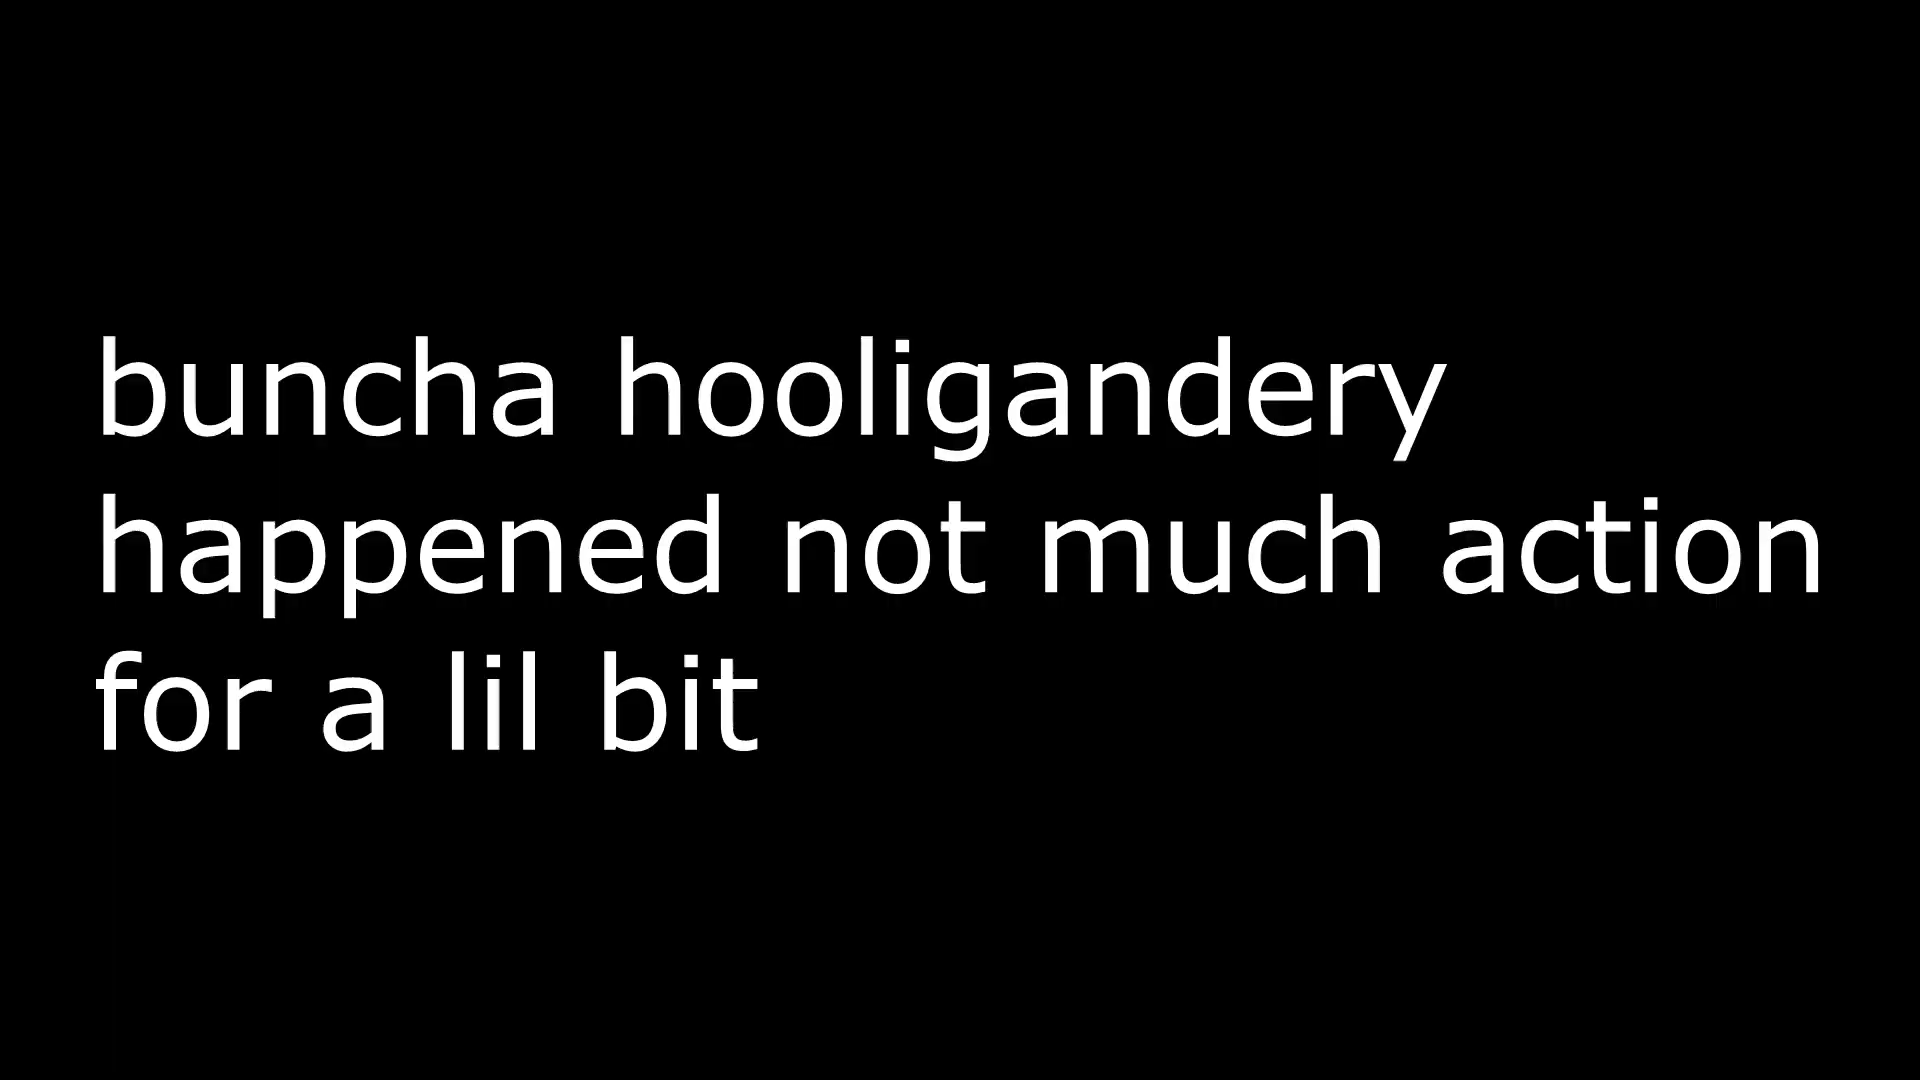 buncha hooligandery
happened not much action
for a lil bit